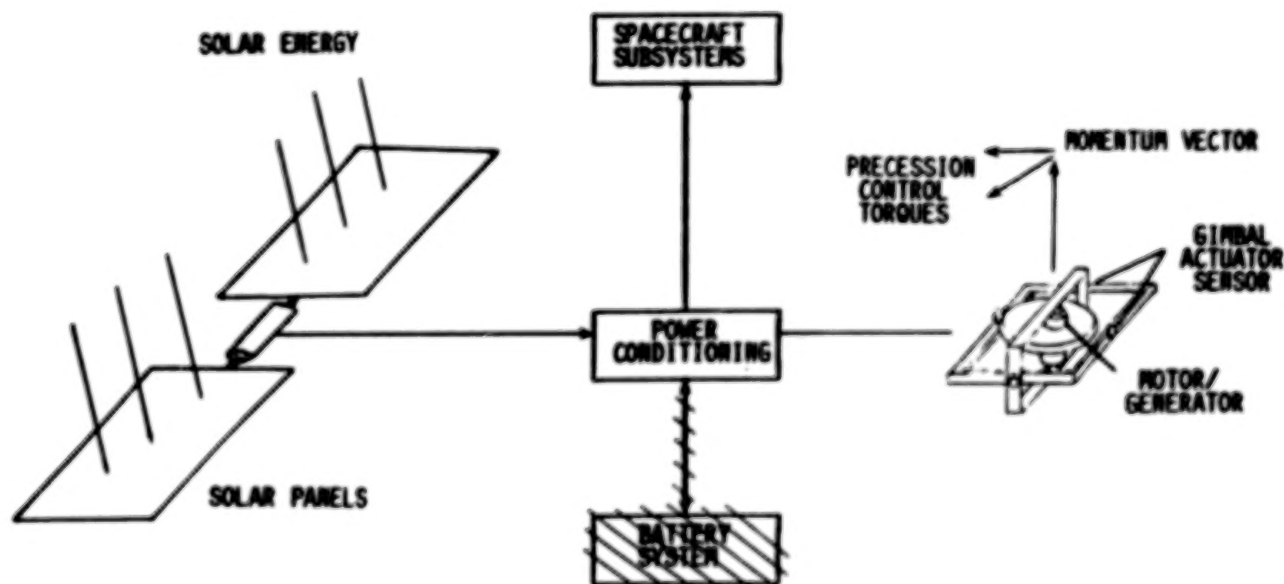 SOLAR ENERGY
SPACECRAFT
SUBSYSTEMS
MOMENTUM VECTOR
PRECESSION
CONTROL
TORQUES
GIMBAL
ACTUATOR
SENSOR
POWER
CONDITIONING
MOTOR/
GENERATOR
SOLAR PANELS
BATTERY
SYSTEM